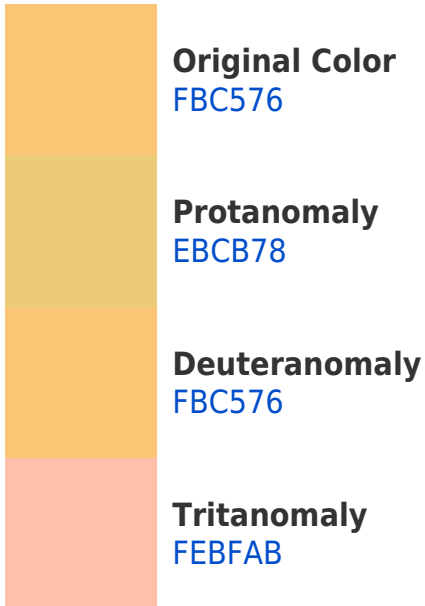 Original Color
FBC576
Protanomaly
EBCB78
Deuteranomaly
FBC576
Tritanomaly
FEBFAB